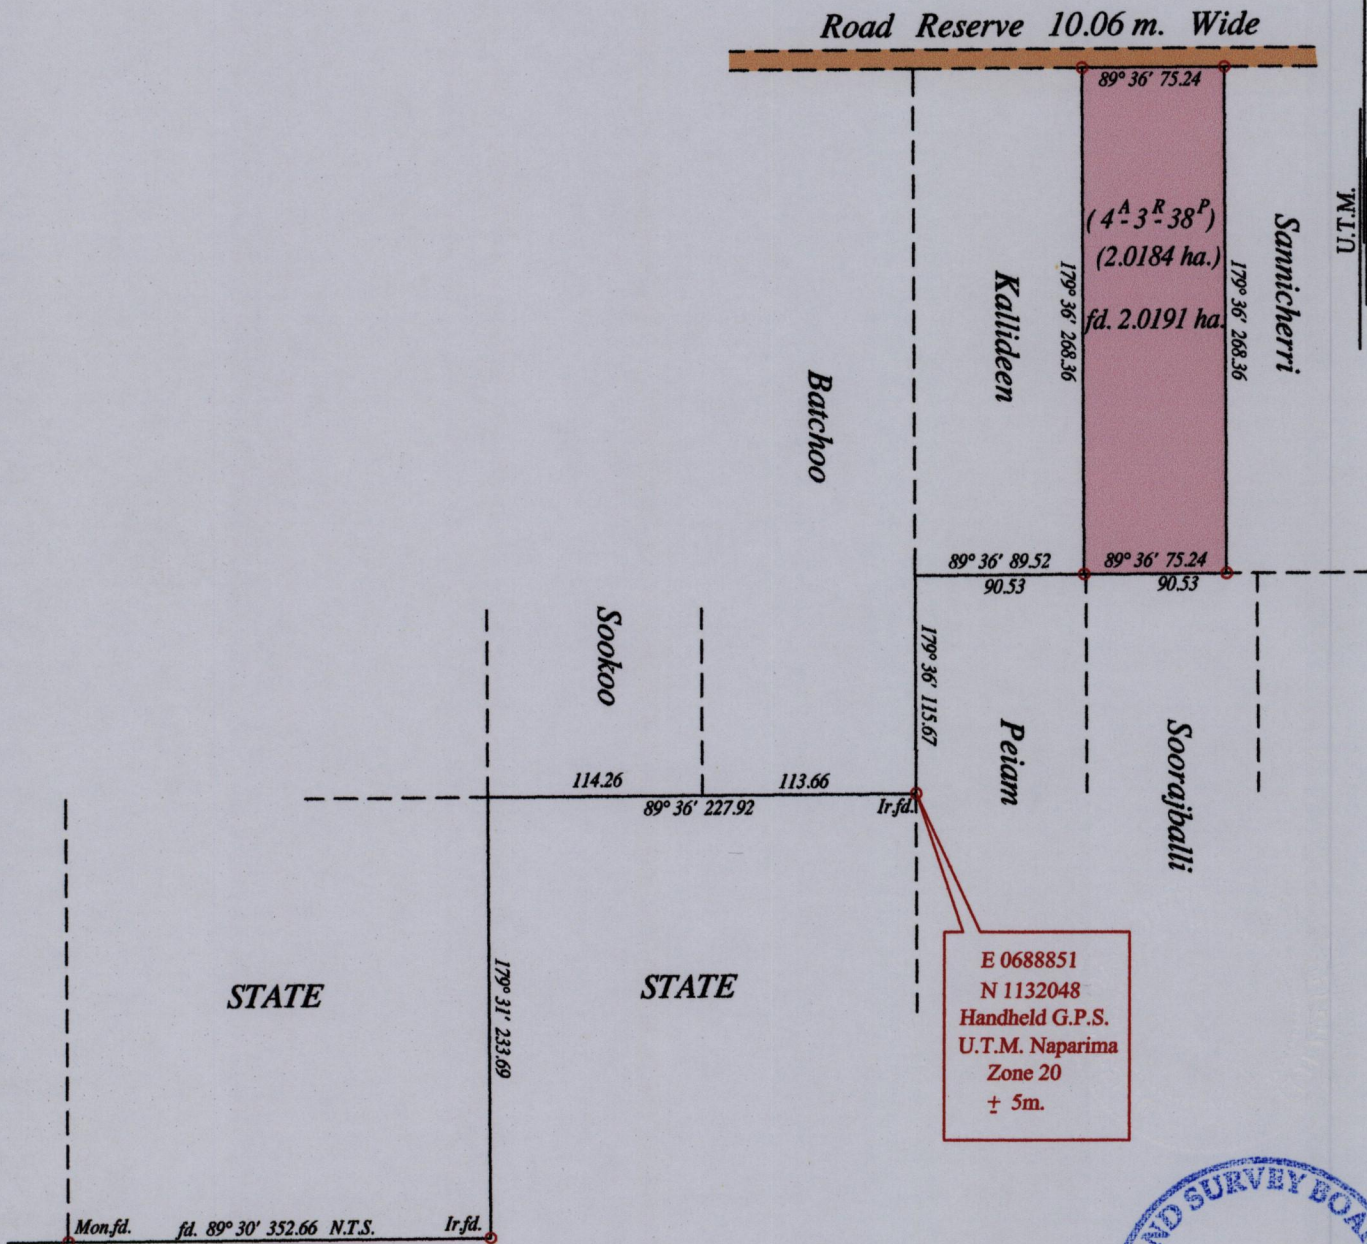 Road Reserve 10.06 m. Wide
89° 36' 75.24
U.T.M.
(4A-3R-38P)
(2.0184 ha.)
fd. 2.0191 ha.
179° 36' 268.36
179° 36' 268.36
Sannicherri
Kallideen
Batchoo
89° 36' 89.52
90.53
89° 36' 75.24
90.53
Sookoo
179° 36' 115.67
Peiam
Soorajballi
114.26
113.66
89° 36' 227.92
Ir.fd.
E 0688851
N 1132048
Handheld G.P.S.
U.T.M. Naparima
Zone 20
± 5m.
STATE
179° 31' 233.69
STATE
Mon.fd.
fd. 89° 30' 352.66 N.T.S.
Ir.fd.
SURVEY